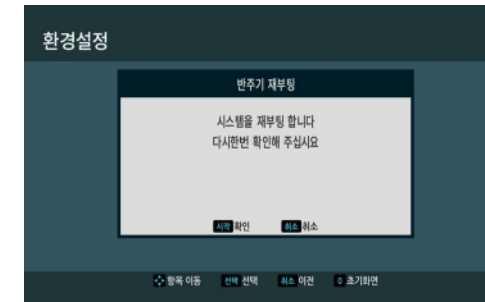 환경설정
반주기 재부팅
시스템을 재부팅 합니다
다시한번 확인해 주십시요
시작 확인 취소 취소
항목 이동 선택 선택 취소 이전 초기화면